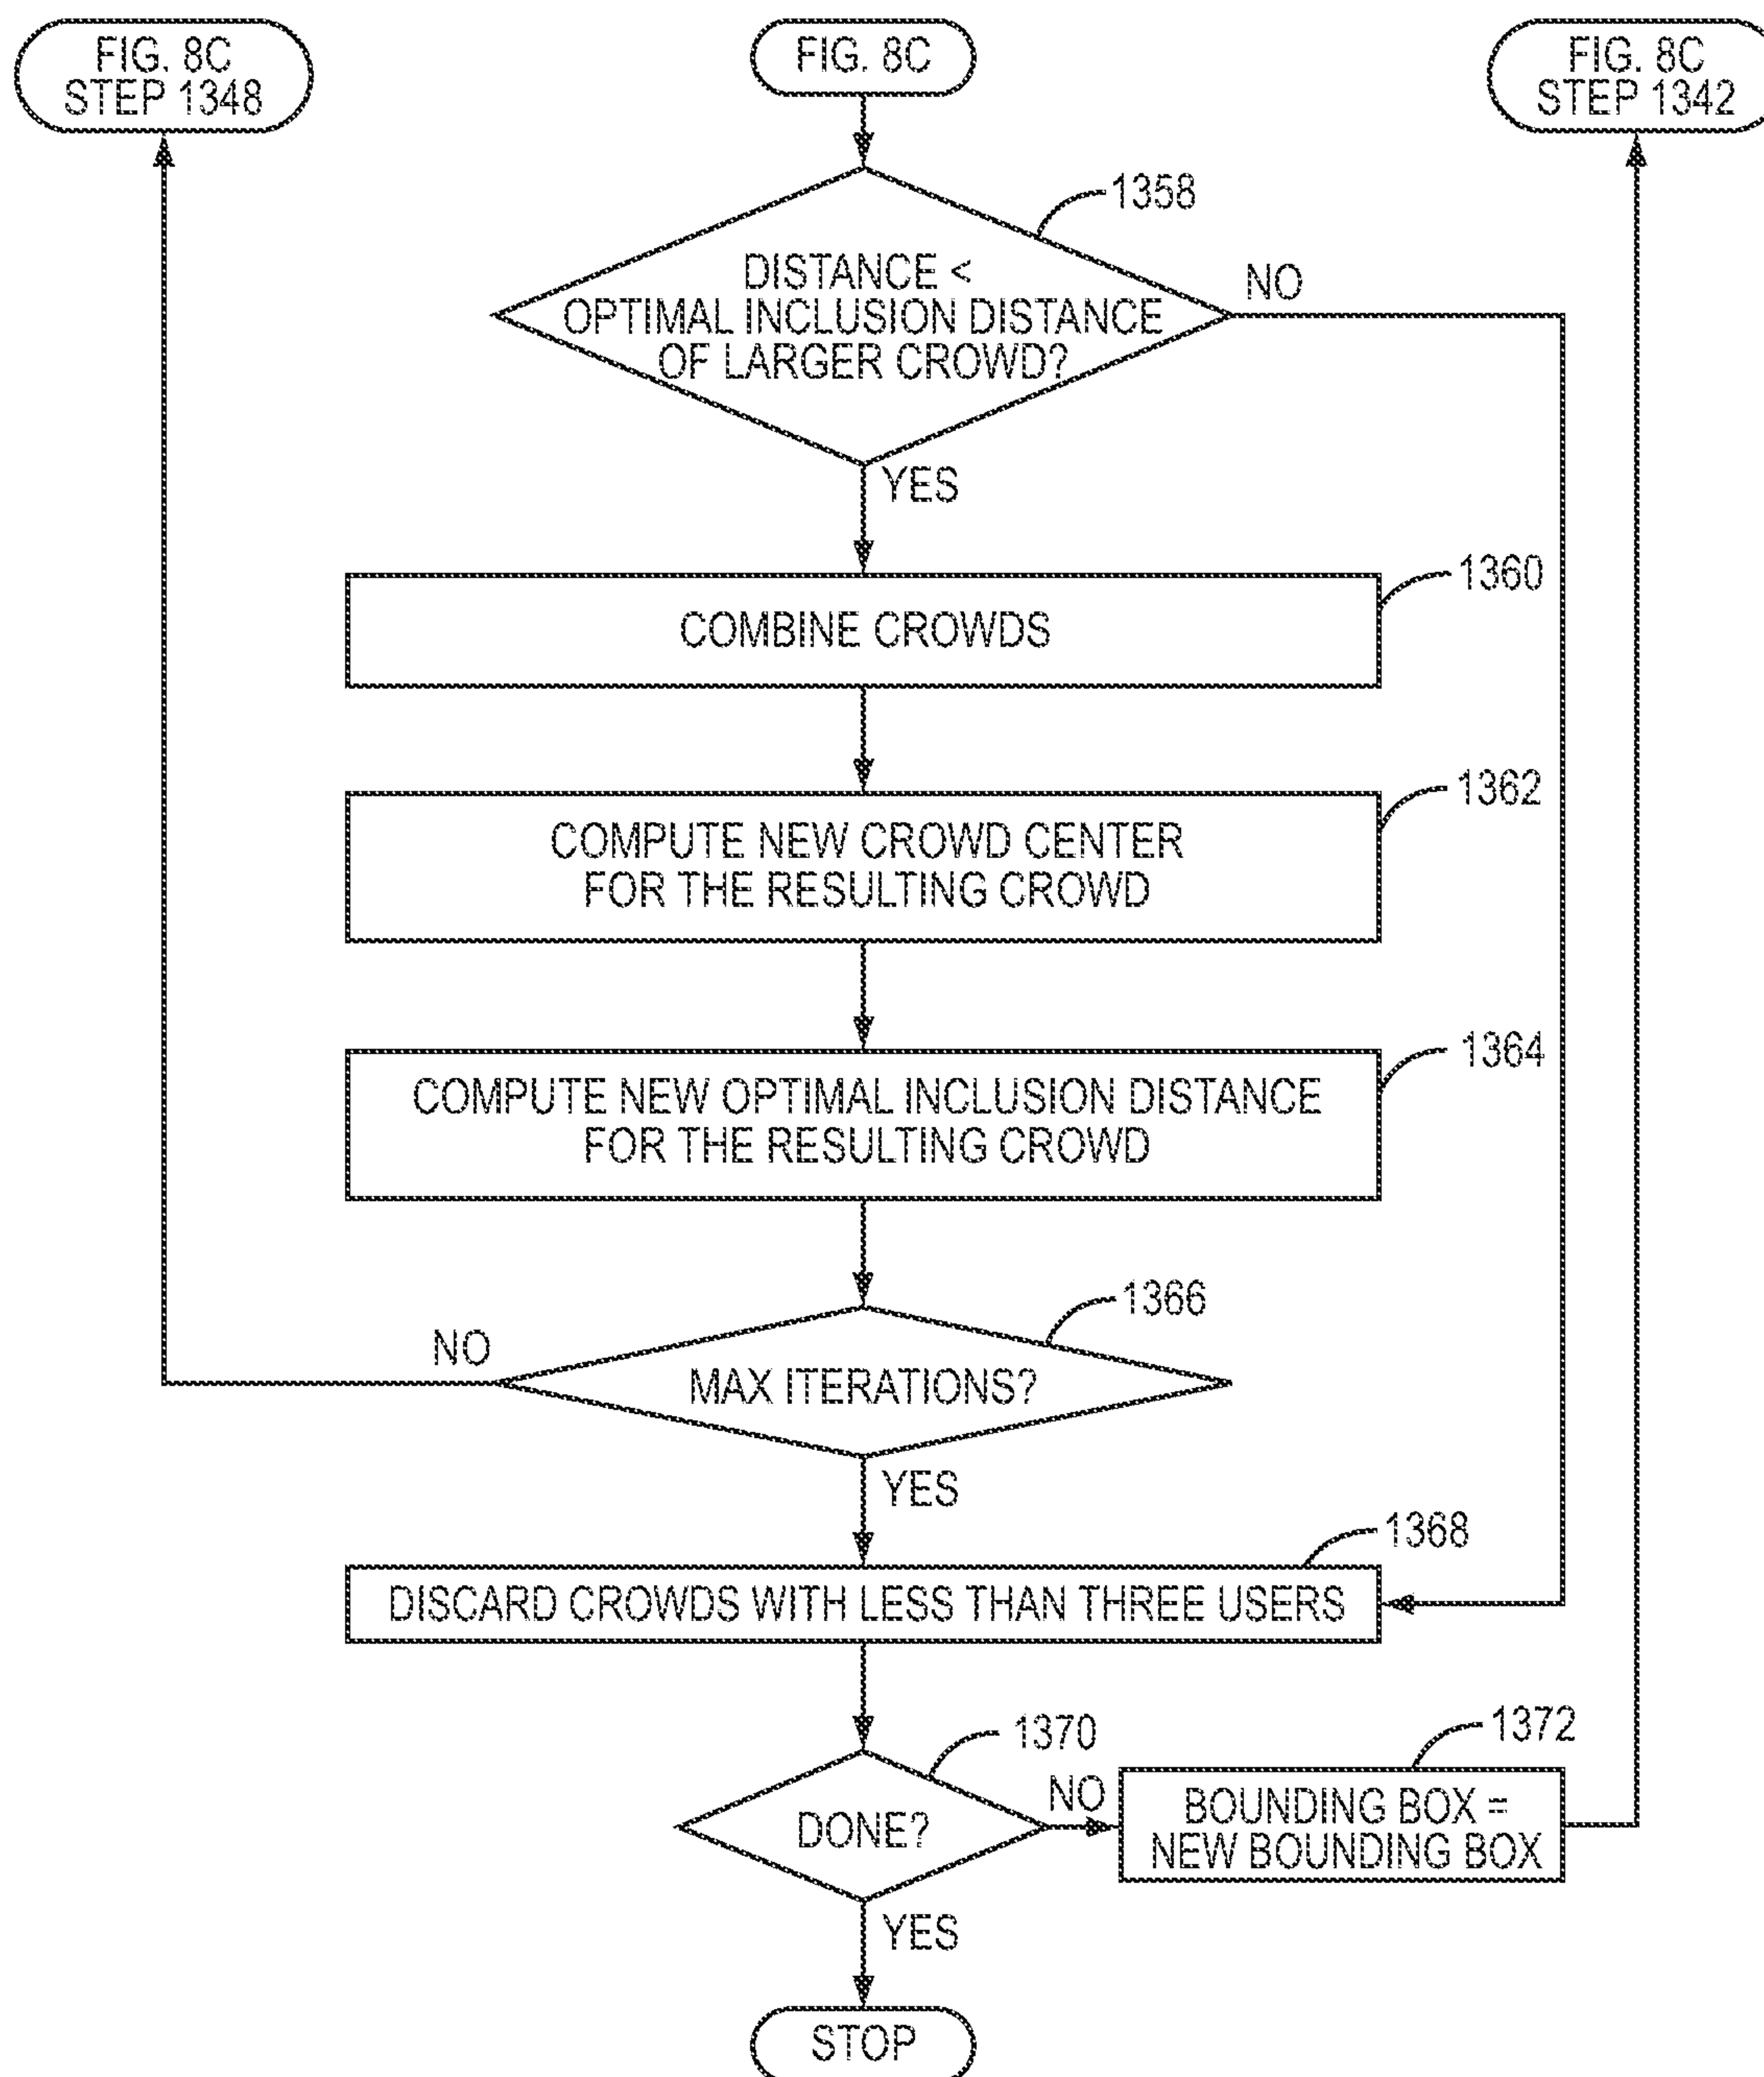 FIG. 8C
STEP 1348
FIG. 8C
FIG. 8C
STEP 1342
1358
DISTANCE <
OPTIMAL INCLUSION DISTANCE
OF LARGER CROWD?
NO
YES
1360
COMBINE CROWDS
1362
COMPUTE NEW CROWD CENTER
FOR THE RESULTING CROWD
1364
COMPUTE NEW OPTIMAL INCLUSION DISTANCE
FOR THE RESULTING CROWD
1366
NO
MAX ITERATIONS?
YES
1368
DISCARD CROWDS WITH LESS THAN THREE USERS
1370
1372
DONE?
NO
BOUNDING BOX =
NEW BOUNDING BOX
YES
STOP